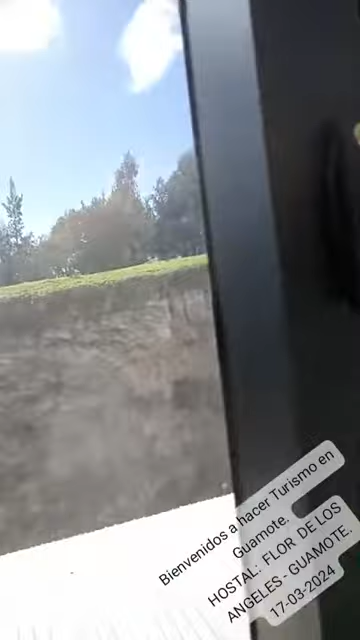 Bienvenidos a hacer Turismo en
Guamote.
HOSTAL: FLOR DE LOS
ANGELES - GUAMOTE.
17-03-2024